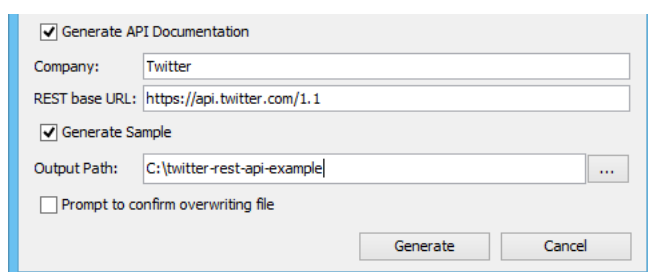 Generate API Documentation
Company: Twitter
REST base URL: https://api.twitter.com/1.1
Generate Sample
Output Path: C:\twitter-rest-api-example ...
Prompt to confirm overwriting file
Generate Cancel